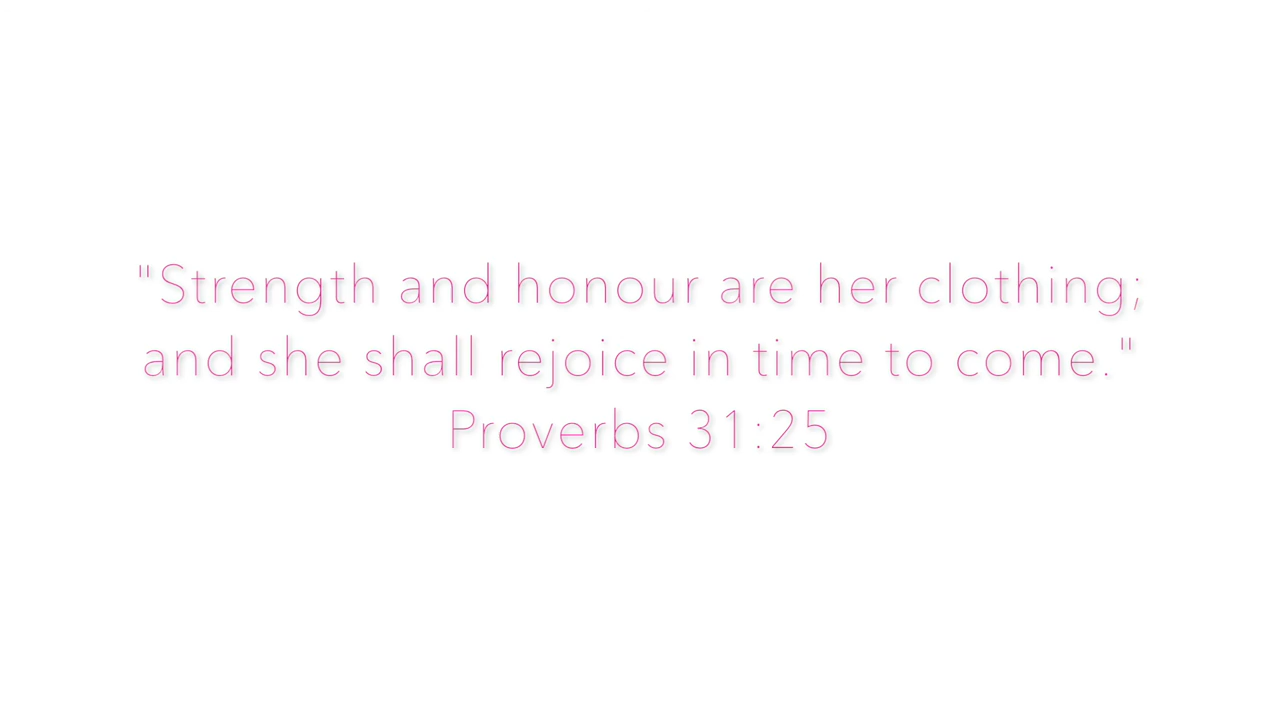 "Strength and honour are her clothing;
and she shall rejoice in time to come."
Proverbs 31:25